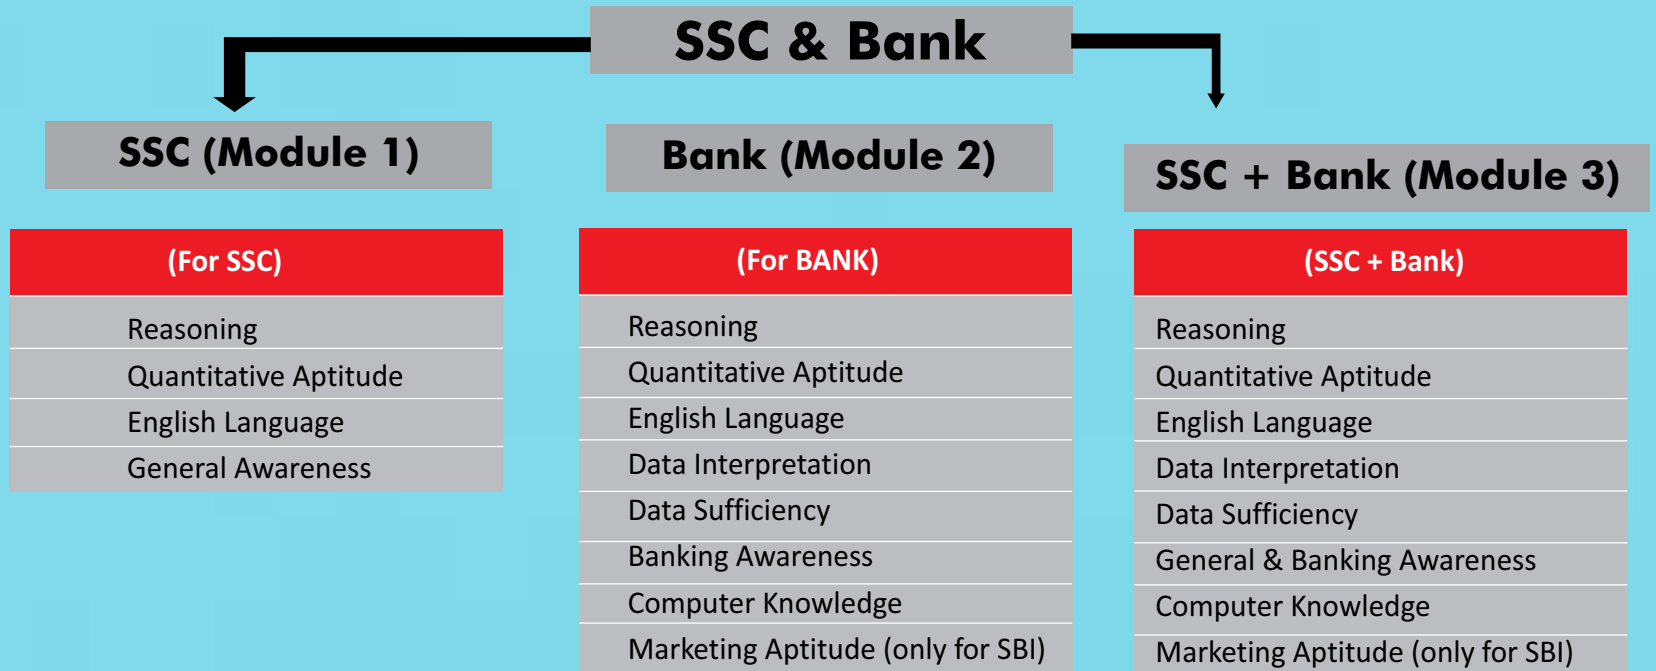 SSC & Bank
SSC (Module 1)
Bank (Module 2)
SSC + Bank (Module 3)
(For SSC)
Reasoning
Quantitative Aptitude
English Language
General Awareness
(For BANK)
Reasoning
Quantitative Aptitude
English Language
Data Interpretation
Data Sufficiency
Banking Awareness
Computer Knowledge
Marketing Aptitude (only for SBI)
(SSC + Bank)
Reasoning
Quantitative Aptitude
English Language
Data Interpretation
Data Sufficiency
General & Banking Awareness
Computer Knowledge
Marketing Aptitude (only for SBI)